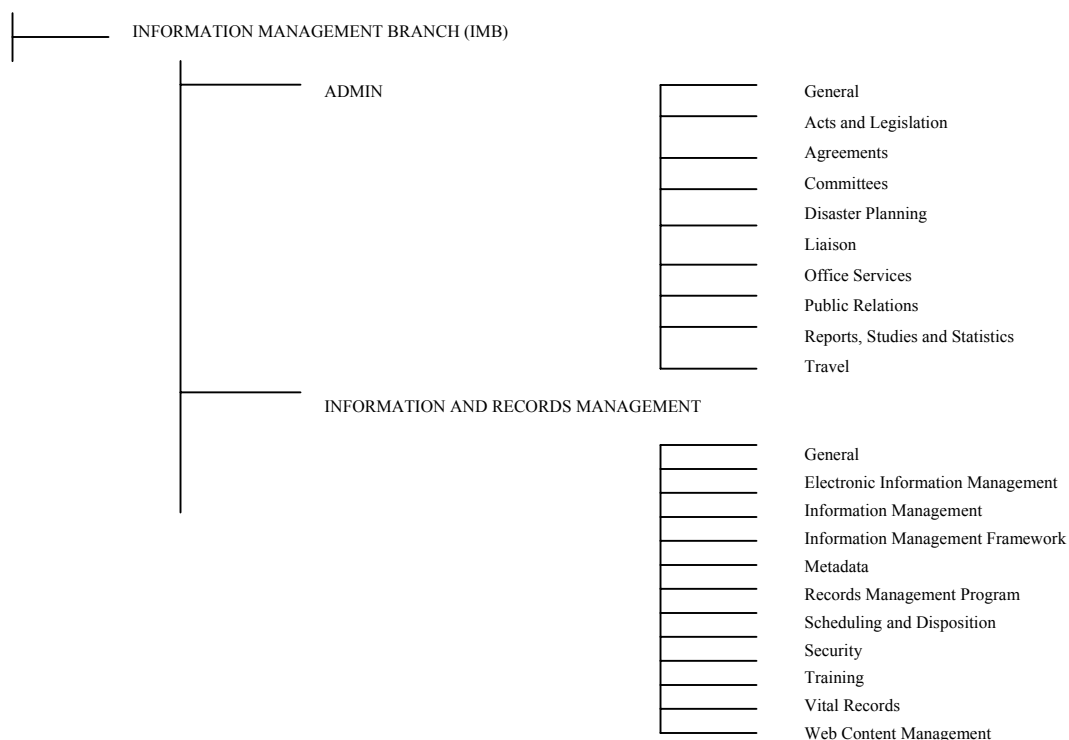 INFORMATION MANAGEMENT BRANCH (IMB)
ADMIN
General
Acts and Legislation
Agreements
Committees
Disaster Planning
Liaison
Office Services
Public Relations
Reports, Studies and Statistics
Travel
INFORMATION AND RECORDS MANAGEMENT
General
Electronic Information Management
Information Management
Information Management Framework
Metadata
Records Management Program
Scheduling and Disposition
Security
Training
Vital Records
Web Content Management